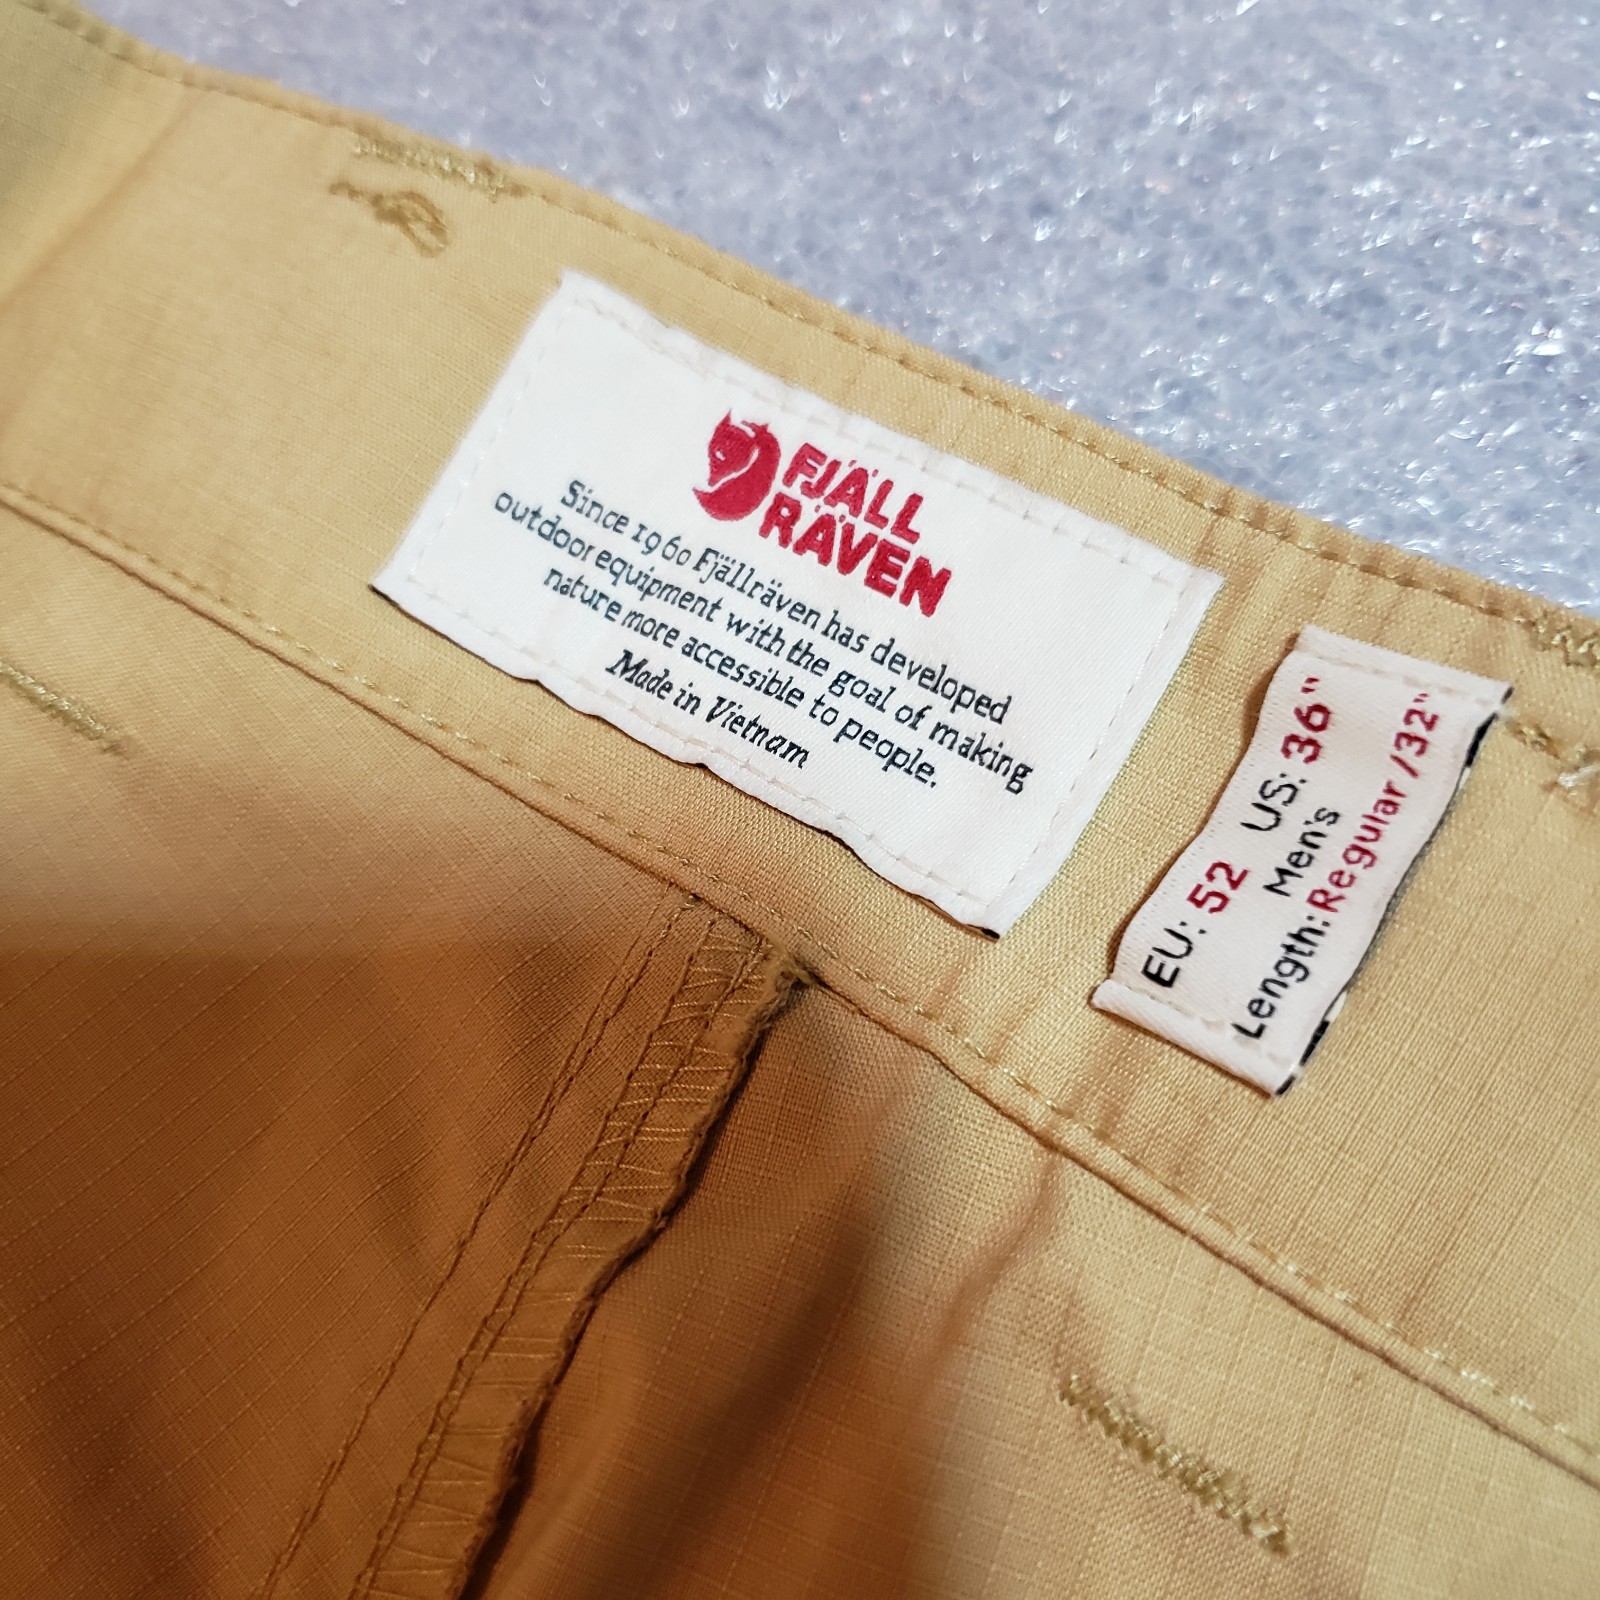 FJÄLL
RÄVEN
Since 1960 Fjällräven has developed
outdoor equipment with the goal of making
nature more accessible to people.
Made in Vietnam
EU: 52 US: 36"
Men's
Length: Regular /32"